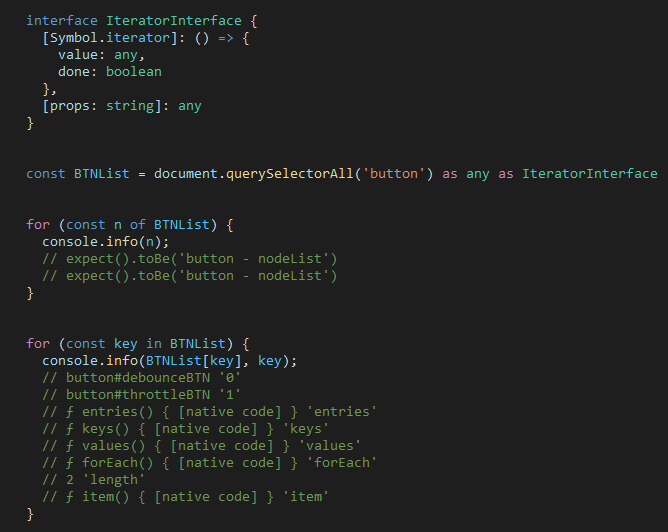 interface IteratorInterface {
  [Symbol.iterator]: () => {
    value: any,
    done: boolean
  },
  [props: string]: any
}
const BTNList = document.querySelectorAll('button') as any as IteratorInterface
for (const n of BTNList) {
  console.info(n);
  // expect().toBe('button - nodeList')
  // expect().toBe('button - nodeList')
}
for (const key in BTNList) {
  console.info(BTNList[key], key);
  // button#debounceBTN '0'
  // button#throttleBTN '1'
  // ƒ entries() { [native code] } 'entries'
  // ƒ keys() { [native code] } 'keys'
  // ƒ values() { [native code] } 'values'
  // ƒ forEach() { [native code] } 'forEach'
  // 2 'length'
  // ƒ item() { [native code] } 'item'
}